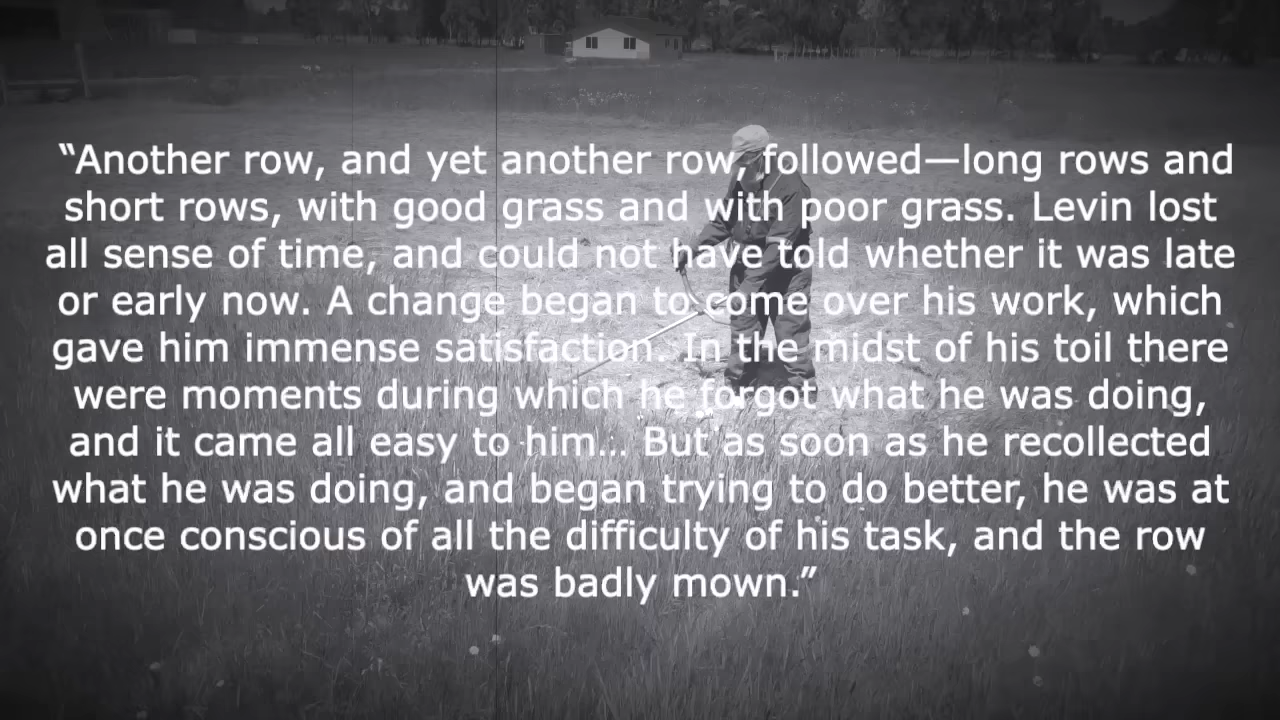 “Another row, and yet another row, followed—long rows and
short rows, with good grass and with poor grass. Levin lost
all sense of time, and could not have told whether it was late
or early now. A change began to come over his work, which
gave him immense satisfaction. In the midst of his toil there
were moments during which he forgot what he was doing,
and it came all easy to him... But as soon as he recollected
what he was doing, and began trying to do better, he was at
once conscious of all the difficulty of his task, and the row
was badly mown.”